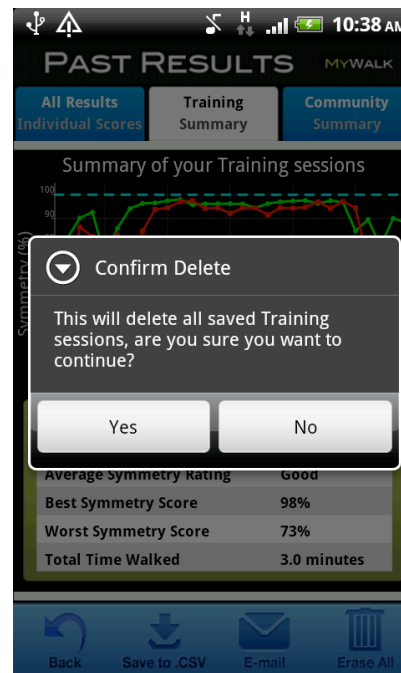 H
10:38 AM
PAST RESULTS MYWALK
All Results Training Community
Individual Scores Summary Summary
Summary of your Training sessions
100
90
Symmetry (%)
Confirm Delete
This will delete all saved Training
sessions, are you sure you want to
continue?
Yes No
Average Symmetry Rating Good
Best Symmetry Score 98%
Worst Symmetry Score 73%
Total Time Walked 3.0 minutes
Back Save to .CSV E-mail Erase All